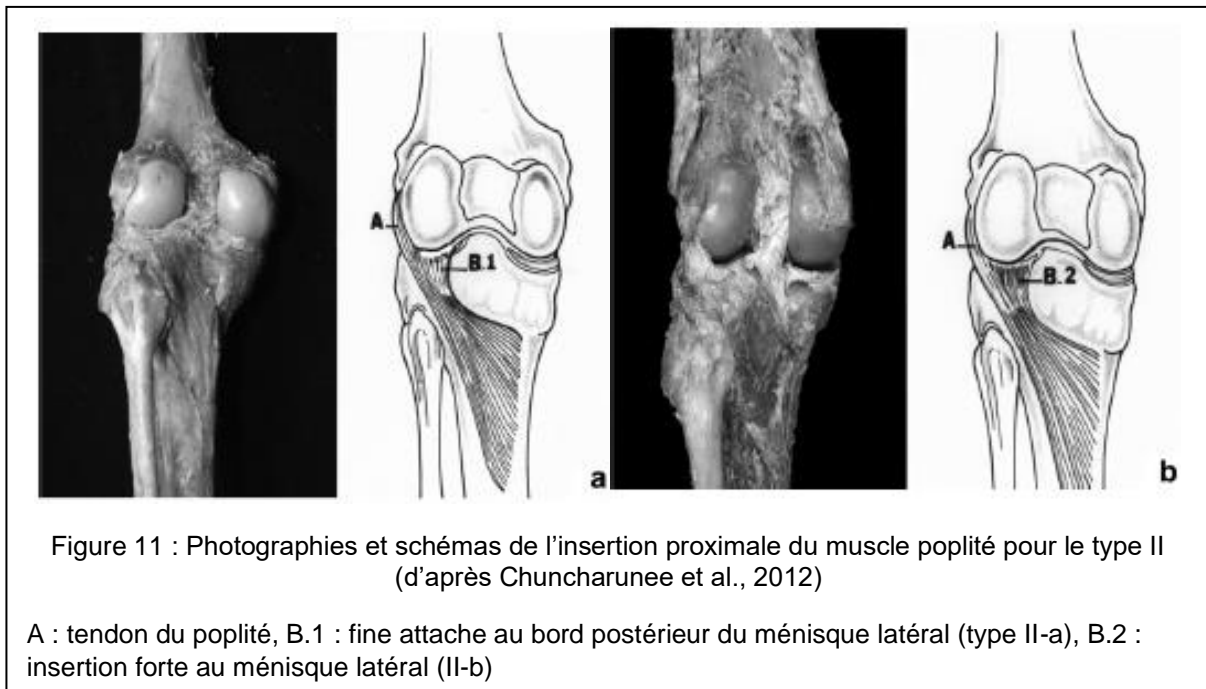 A
B.1
a
A
B.2
b
Figure 11 : Photographies et schémas de l’insertion proximale du muscle poplité pour le type II
(d’après Chuncharunee et al., 2012)
A : tendon du poplité, B.1 : fine attache au bord postérieur du ménisque latéral (type II-a), B.2 :
insertion forte au ménisque latéral (II-b)